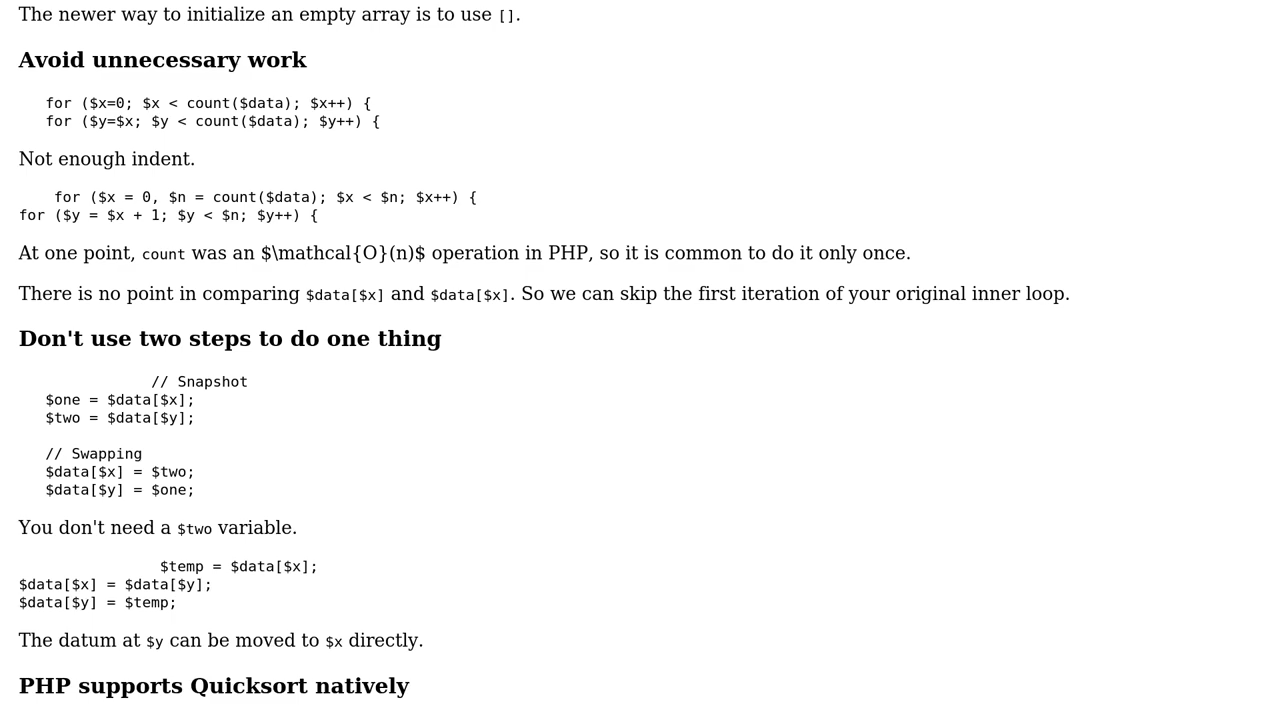 The newer way to initialize an empty array is to use [].
Avoid unnecessary work
for ($x=0; $x < count($data); $x++) {
for ($y=$x; $y < count($data); $y++) {
Not enough indent.
for ($x = 0, $n = count($data); $x < $n; $x++) {
for ($y = $x + 1; $y < $n; $y++) {
At one point, count was an $\mathcal{O}(n)$ operation in PHP, so it is common to do it only once.
There is no point in comparing $data[$x] and $data[$x]. So we can skip the first iteration of your original inner loop.
Don't use two steps to do one thing
// Snapshot
$one = $data[$x];
$two = $data[$y];
// Swapping
$data[$x] = $two;
$data[$y] = $one;
You don't need a $two variable.
$temp = $data[$x];
$data[$x] = $data[$y];
$data[$y] = $temp;
The datum at $y can be moved to $x directly.
PHP supports Quicksort natively